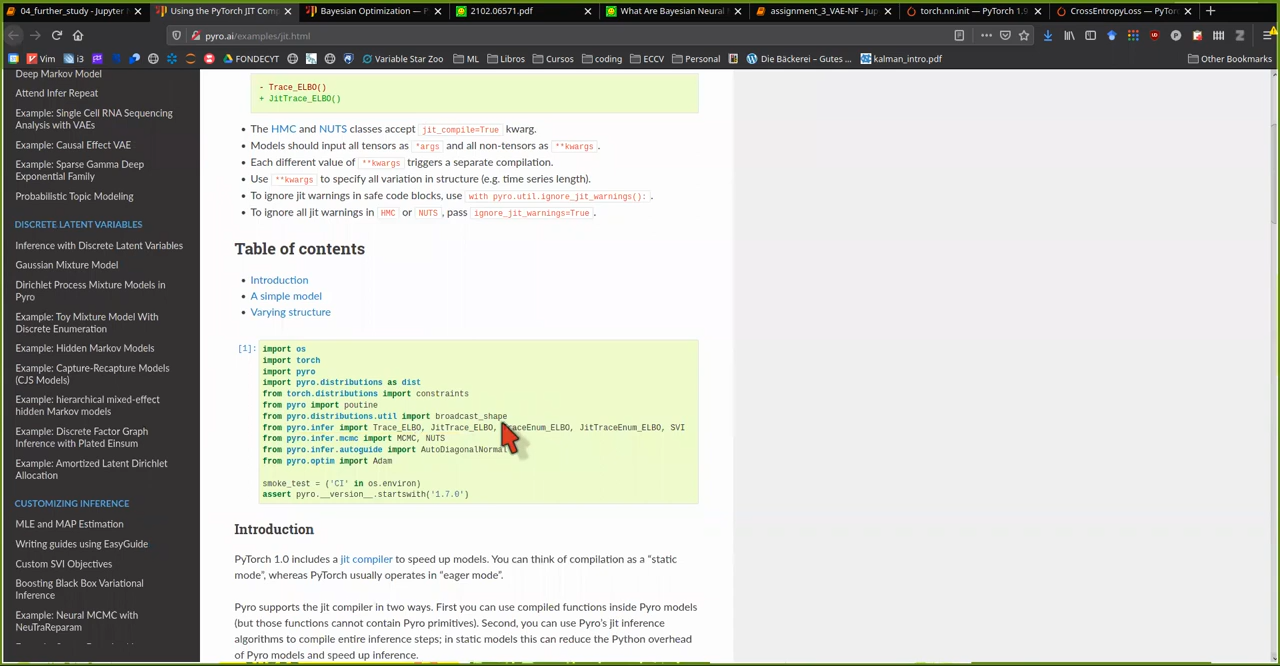 04_further_study - Jupyter N
Using the PyTorch JIT Comp
Bayesian Optimization — P
2102.06571.pdf
What Are Bayesian Neural
assignment_3_VAE-NF - Jup
torch.nn.init — PyTorch 1.9
CrossEntropyLoss — PyTo
pyro.ai/examples/jit.html
Vim
i3
FONDECYT
Variable Star Zoo
ML
Libros
Cursos
coding
ECCV
Personal
Die Bäckerei – Gutes ...
kalman_intro.pdf
Other Bookmarks
Deep Markov Model
Attend Infer Repeat
Example: Single Cell RNA Sequencing
Analysis with VAEs
Example: Causal Effect VAE
Example: Sparse Gamma Deep
Exponential Family
Probabilistic Topic Modeling
DISCRETE LATENT VARIABLES
Inference with Discrete Latent Variables
Gaussian Mixture Model
Dirichlet Process Mixture Models in
Pyro
Example: Toy Mixture Model With
Discrete Enumeration
Example: Hidden Markov Models
Example: Capture-Recapture Models
(CJS Models)
Example: hierarchical mixed-effect
hidden Markov models
Example: Discrete Factor Graph
Inference with Plated Einsum
Example: Amortized Latent Dirichlet
Allocation
CUSTOMIZING INFERENCE
MLE and MAP Estimation
Writing guides using EasyGuide
Custom SVI Objectives
Boosting Black Box Variational
Inference
Example: Neural MCMC with
NeuTraReparam
- Trace_ELBO()
+ JitTrace_ELBO()
• The HMC and NUTS classes accept jit_compile=True kwarg.
• Models should input all tensors as *args and all non-tensors as **kwargs .
• Each different value of **kwargs triggers a separate compilation.
• Use **kwargs to specify all variation in structure (e.g. time series length).
• To ignore jit warnings in safe code blocks, use with pyro.util.ignore_jit_warnings(): .
• To ignore all jit warnings in HMC or NUTS , pass ignore_jit_warnings=True .
Table of contents
• Introduction
• A simple model
• Varying structure
[1]: import os
import torch
import pyro
import pyro.distributions as dist
from torch.distributions import constraints
from pyro import poutine
from pyro.distributions.util import broadcast_shape
from pyro.infer import Trace_ELBO, JitTrace_ELBO, TraceEnum_ELBO, JitTraceEnum_ELBO, SVI
from pyro.infer.mcmc import MCMC, NUTS
from pyro.infer.autoguide import AutoDiagonalNormal
from pyro.optim import Adam
smoke_test = ('CI' in os.environ)
assert pyro.__version__.startswith('1.7.0')
Introduction
PyTorch 1.0 includes a jit compiler to speed up models. You can think of compilation as a “static
mode”, whereas PyTorch usually operates in “eager mode”.
Pyro supports the jit compiler in two ways. First you can use compiled functions inside Pyro models
(but those functions cannot contain Pyro primitives). Second, you can use Pyro’s jit inference
algorithms to compile entire inference steps; in static models this can reduce the Python overhead
of Pyro models and speed up inference.